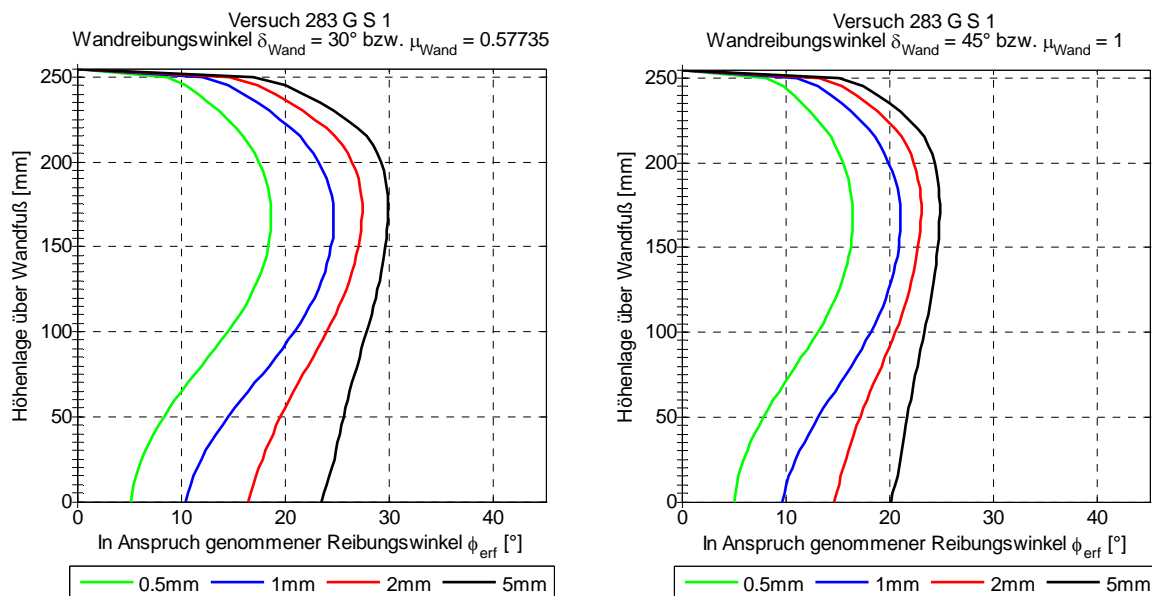 Versuch 283 G S 1
Wandreibungswinkel δWand = 30° bzw. μWand = 0.57735
250
200
150
100
50
0
Höhenlage über Wandfuß [mm]
0 10 20 30 40
In Anspruch genommener Reibungswinkel ϕerf [°]
0.5mm 1mm 2mm 5mm
Versuch 283 G S 1
Wandreibungswinkel δWand = 45° bzw. μWand = 1
250
200
150
100
50
0
Höhenlage über Wandfuß [mm]
0 10 20 30 40
In Anspruch genommener Reibungswinkel ϕerf [°]
0.5mm 1mm 2mm 5mm